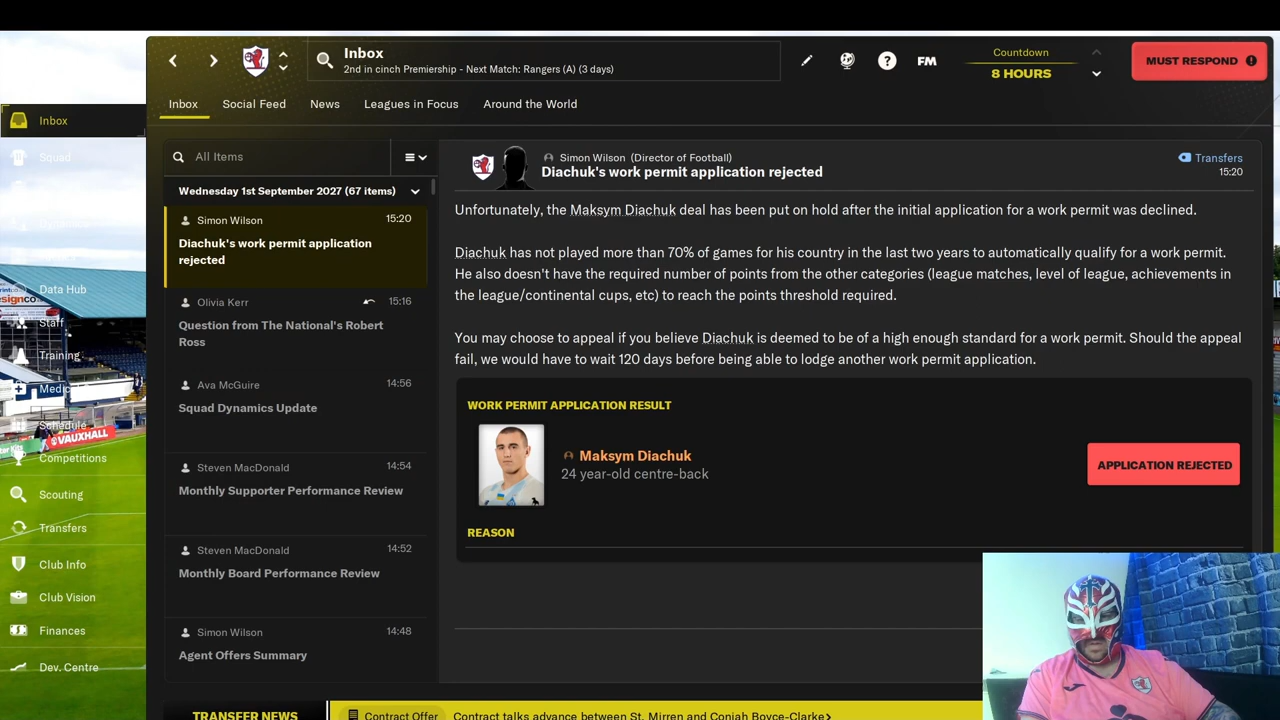 Inbox
2nd in cinch Premiership - Next Match: Rangers (A) (3 days)
FM
Countdown
8 HOURS
MUST RESPOND
Inbox
Social Feed
News
Leagues in Focus
Around the World
Inbox
Squad
Data Hub
Staff
Training
Medic
Schedule
VAUXHALL
Competitions
Scouting
Transfers
Club Info
Club Vision
Finances
Dev. Centre
All Items
Wednesday 1st September 2027 (67 items)
Simon Wilson
15:20
Diachuk's work permit application
rejected
Olivia Kerr
15:16
Question from The National's Robert
Ross
Ava McGuire
14:56
Squad Dynamics Update
Steven MacDonald
14:54
Monthly Supporter Performance Review
Steven MacDonald
14:52
Monthly Board Performance Review
Simon Wilson
14:48
Agent Offers Summary
Simon Wilson (Director of Football)
Diachuk's work permit application rejected
Transfers
15:20
Unfortunately, the Maksym Diachuk deal has been put on hold after the initial application for a work permit was declined.
Diachuk has not played more than 70% of games for his country in the last two years to automatically qualify for a work permit.
He also doesn't have the required number of points from the other categories (league matches, level of league, achievements in
the league/continental cups, etc) to reach the points threshold required.
You may choose to appeal if you believe Diachuk is deemed to be of a high enough standard for a work permit. Should the appeal
fail, we would have to wait 120 days before being able to lodge another work permit application.
WORK PERMIT APPLICATION RESULT
Maksym Diachuk
24 year-old centre-back
APPLICATION REJECTED
REASON
TRANSFER NEWS
Contract Offer
Contract talks advance between St. Mirren and Coniah Boyce-Clarke